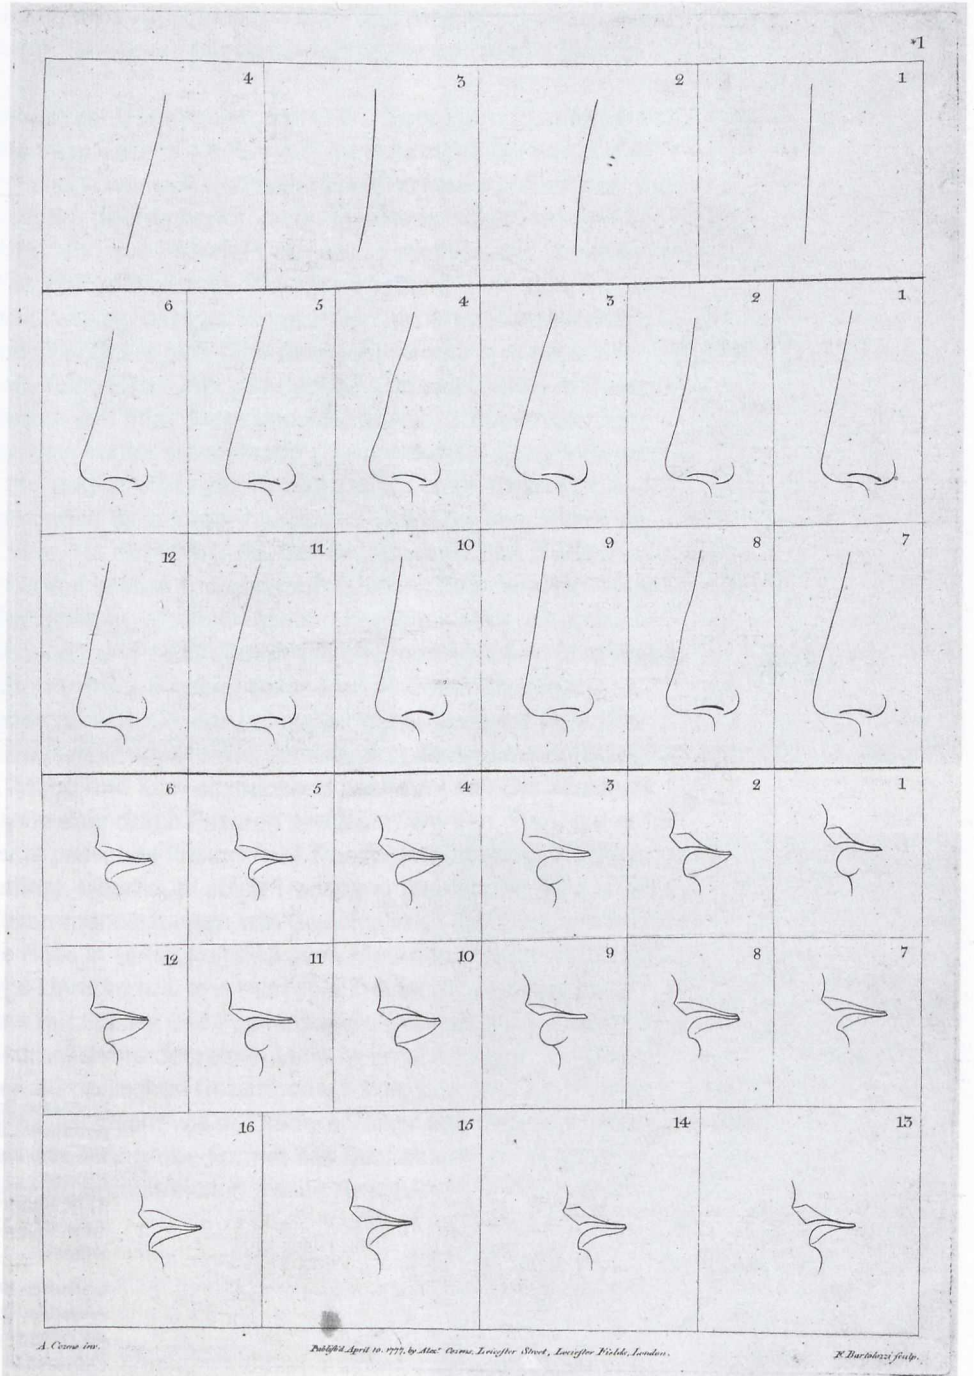 *1
4 3 2 1
6 5 4 3 2 1
12 11 10 9 8 7
6 5 4 3 2 1
12 11 10 9 8 7
16 15 14 13
A. Cozens inv.
Publish'd April 10. 1777, by Alexr. Cozens, Leicester Street, Leicester Fields, London.
F. Bartolozzi sculp.